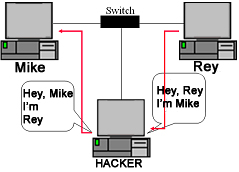 Switch
Mike
Rey
Hey, Mike
I'm
Rey
Hey, Rey
I'm Mike
HACKER